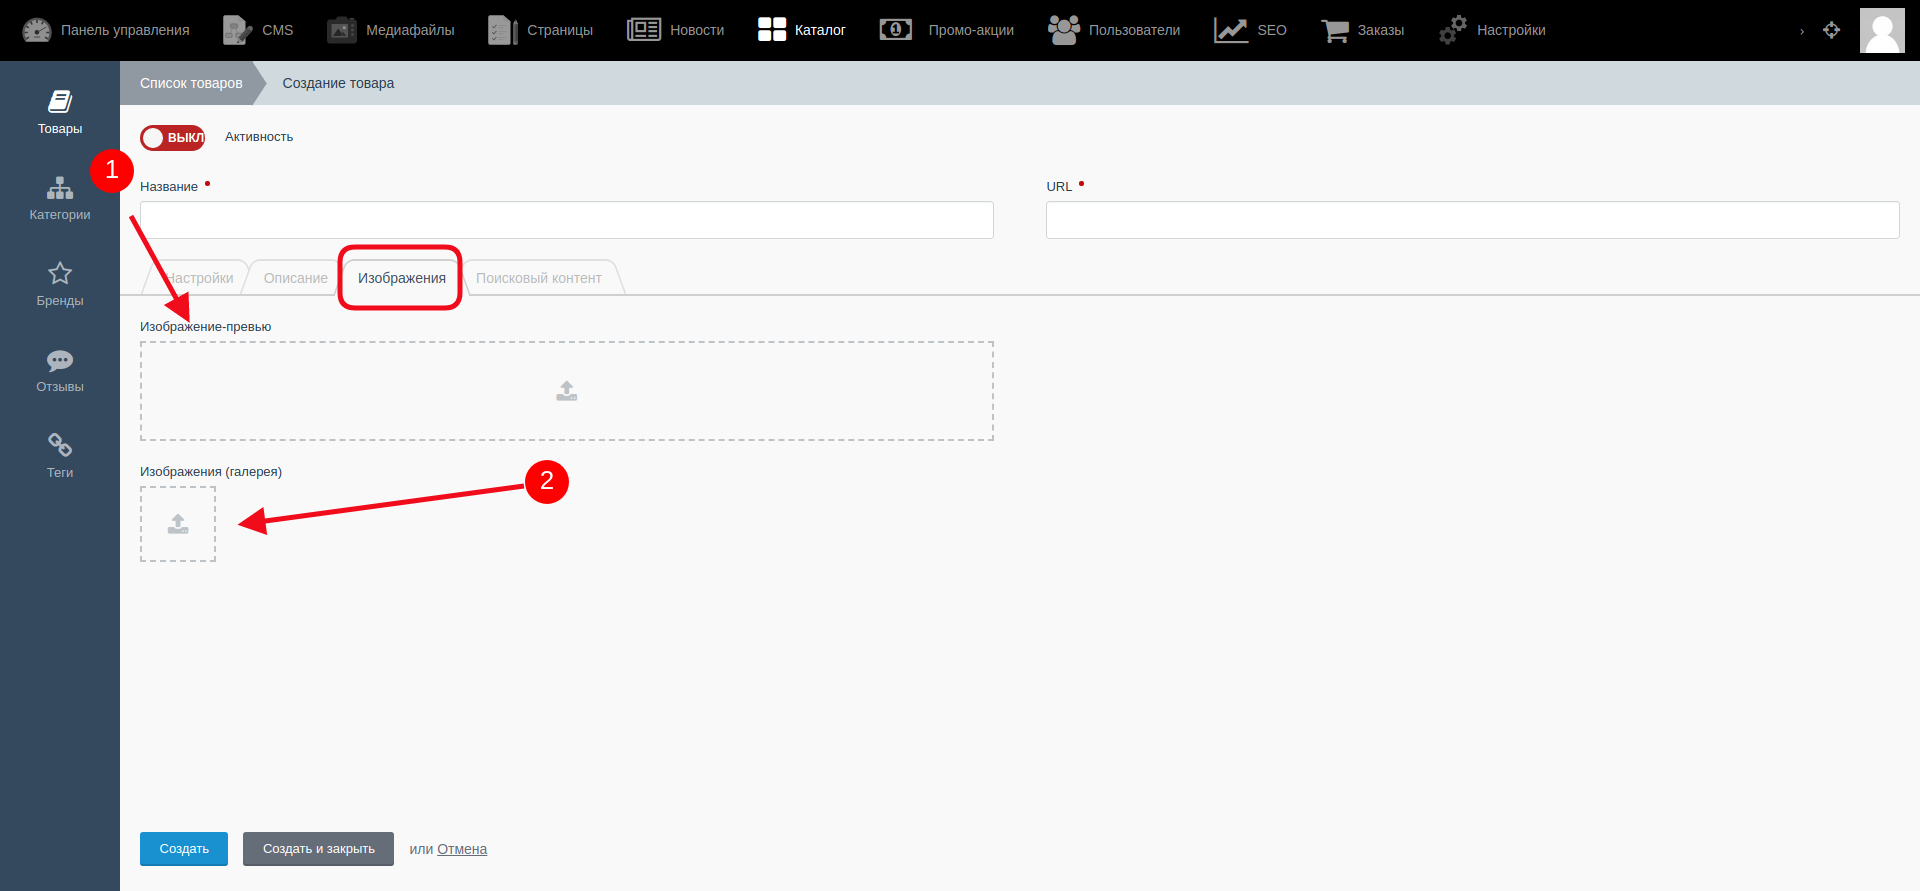 Панель управления CMS Медиафайлы Страницы Новости Каталог 1 Промо-акции Пользователи SEO Заказы Настройки ›
Список товаров Создание товара
Товары
Категории
Бренды
Отзывы
Теги
ВЫКЛ Активность
1
Название • URL •
Настройки Описание Изображения Поисковый контент
Изображение-превью
Изображения (галерея)
2
Создать Создать и закрыть или Отмена